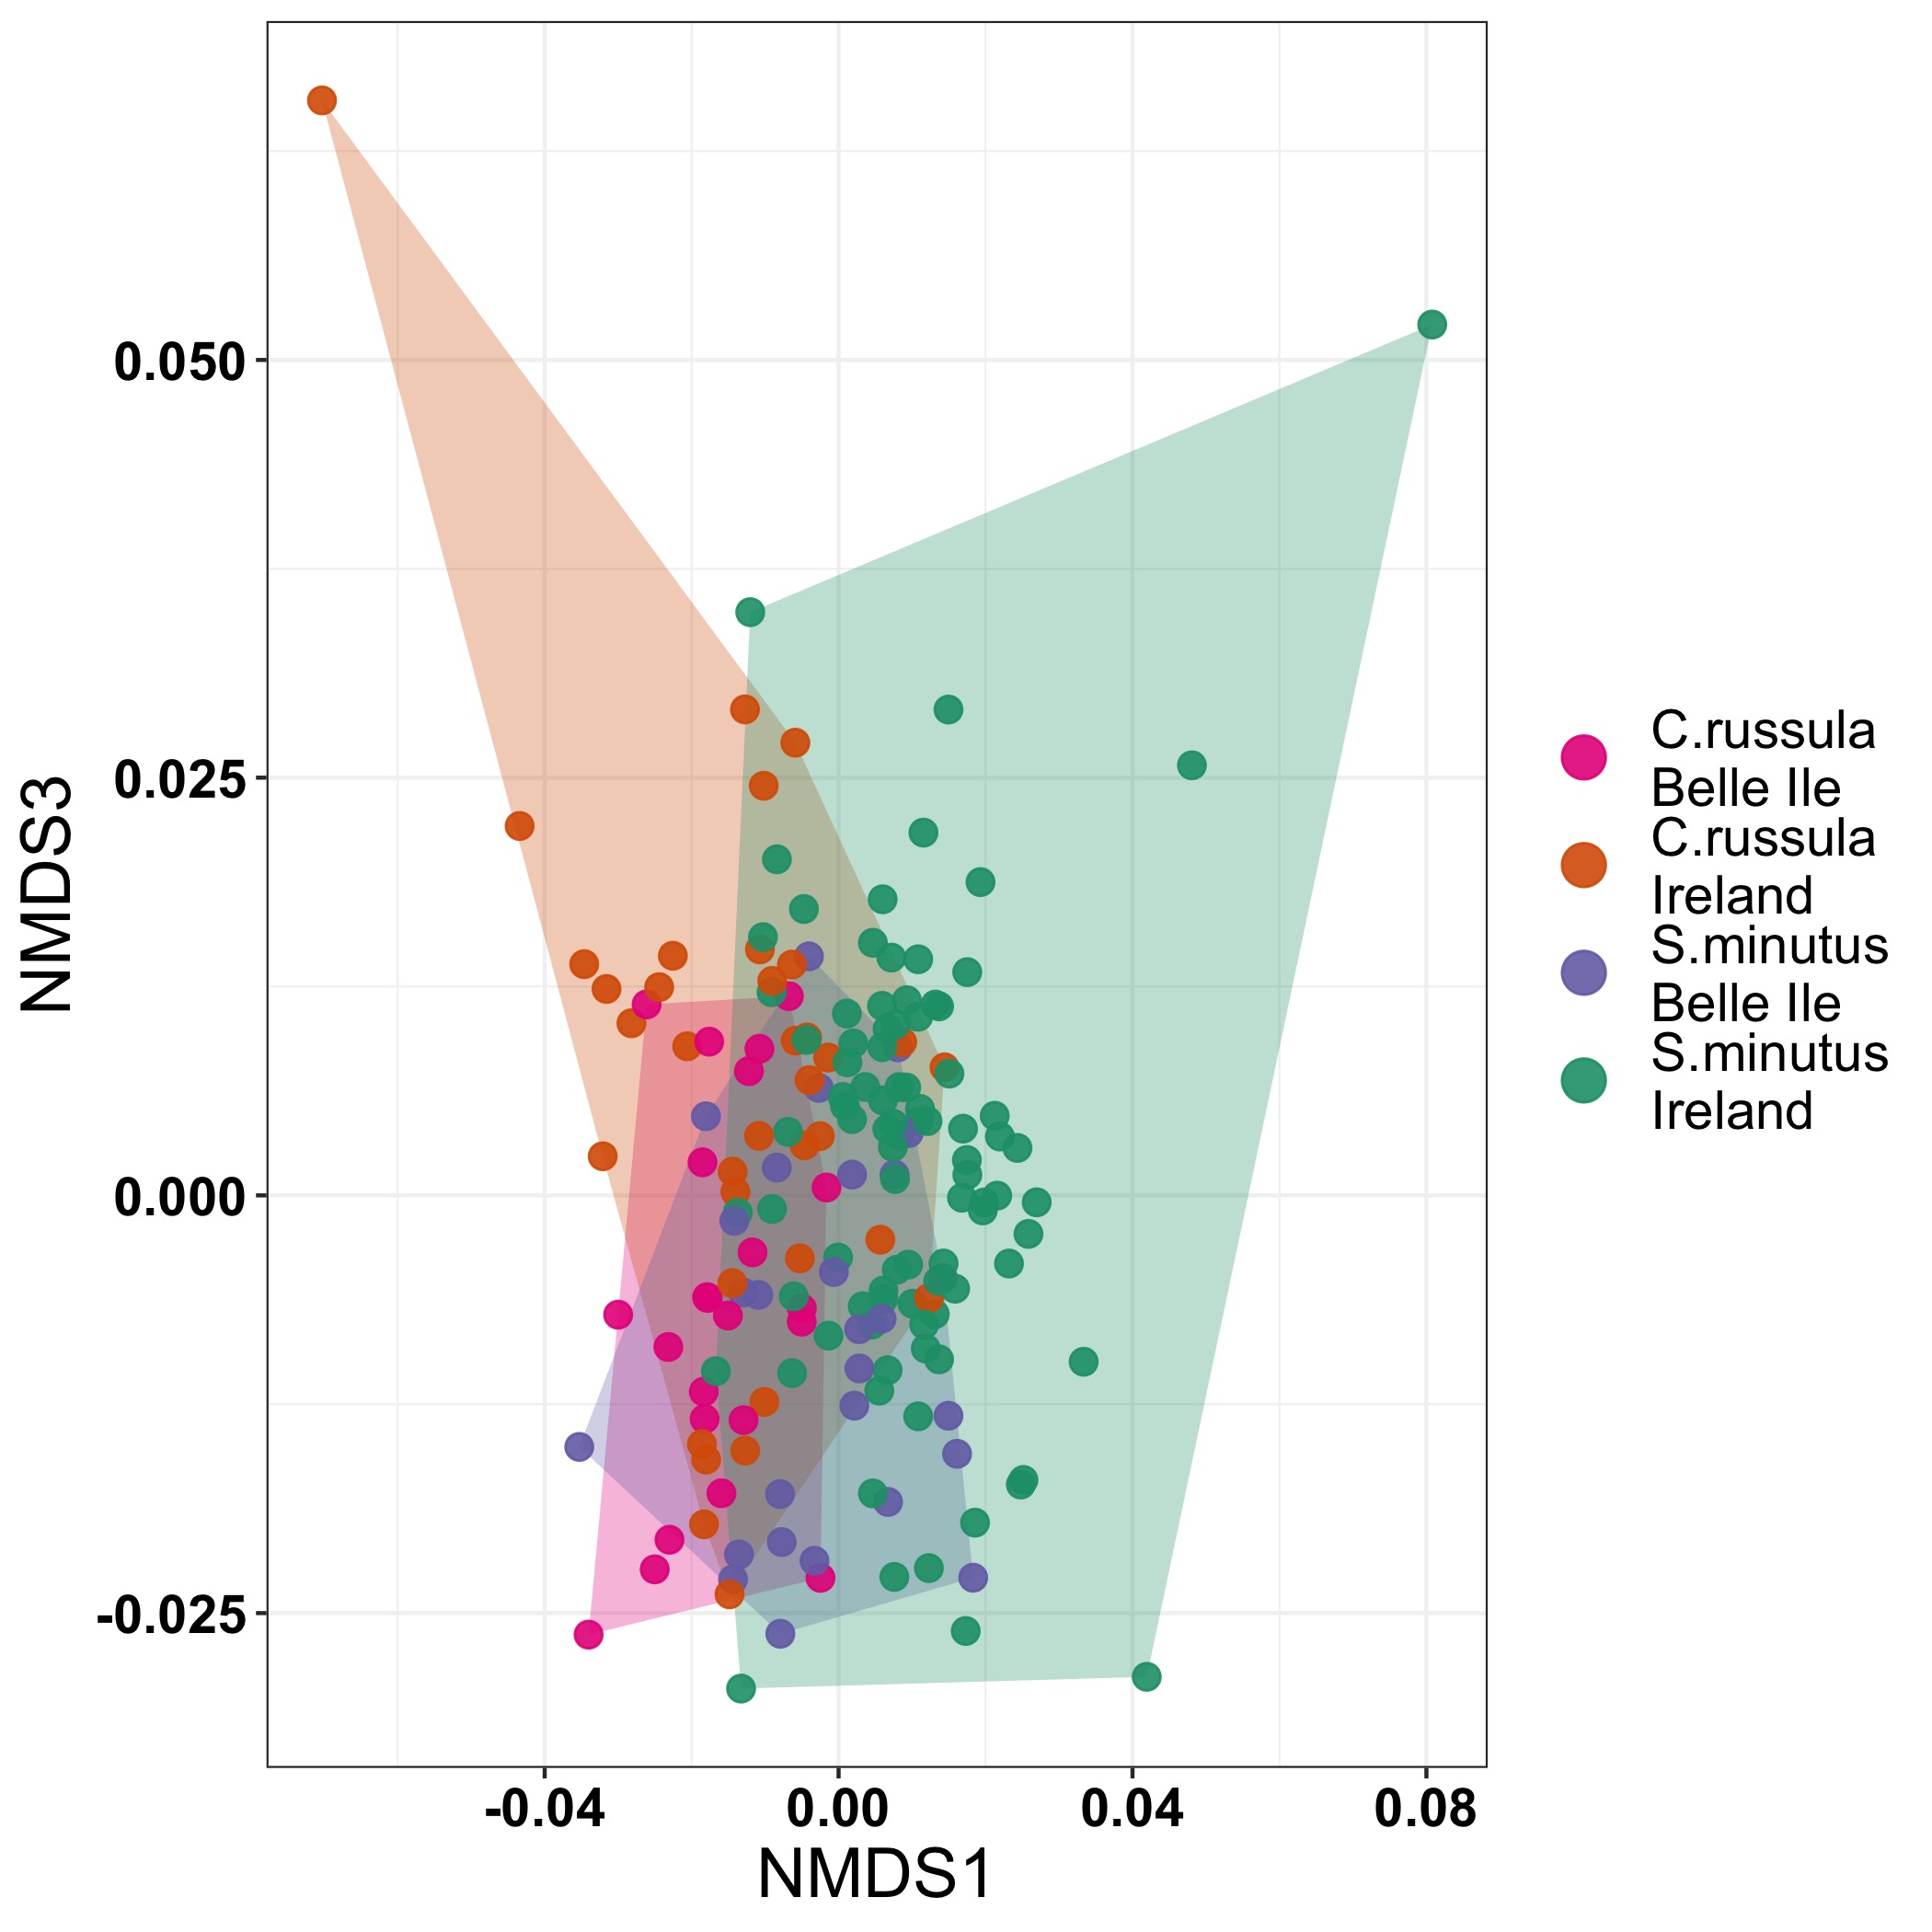 0.050
0.025
0.000
-0.025
NMDS3
-0.04 0.00 0.04 0.08
NMDS1
C.russula
Belle Ile
C.russula
Ireland
S.minutus
Belle Ile
S.minutus
Ireland